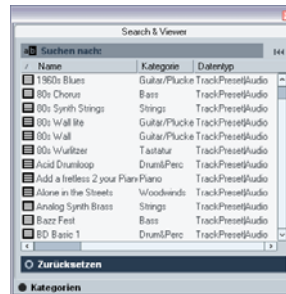 Search & Viewer
Suchen nach:
/ Name Kategorie Datentyp
1960s Blues Guitar/Plucke TrackPreset|Audio
80s Chorus Bass TrackPreset|Audio
80s Synth Strings Strings TrackPreset|Audio
80s Wall lite Guitar/Plucke TrackPreset|Audio
80s Wall Guitar/Plucke TrackPreset|Audio
80s Wurlitzer Tastatur TrackPreset|Audio
Acid Drumloop Drum&Perc TrackPreset|Audio
Add a fretless 2 your Pian Piano TrackPreset|Audio
Alone in the Streets Woodwinds TrackPreset|Audio
Analog Synth Brass Strings TrackPreset|Audio
Bazz Fest Bass TrackPreset|Audio
BD Basic 1 Drum&Perc TrackPreset|Audio
Zurücksetzen
Kategorien